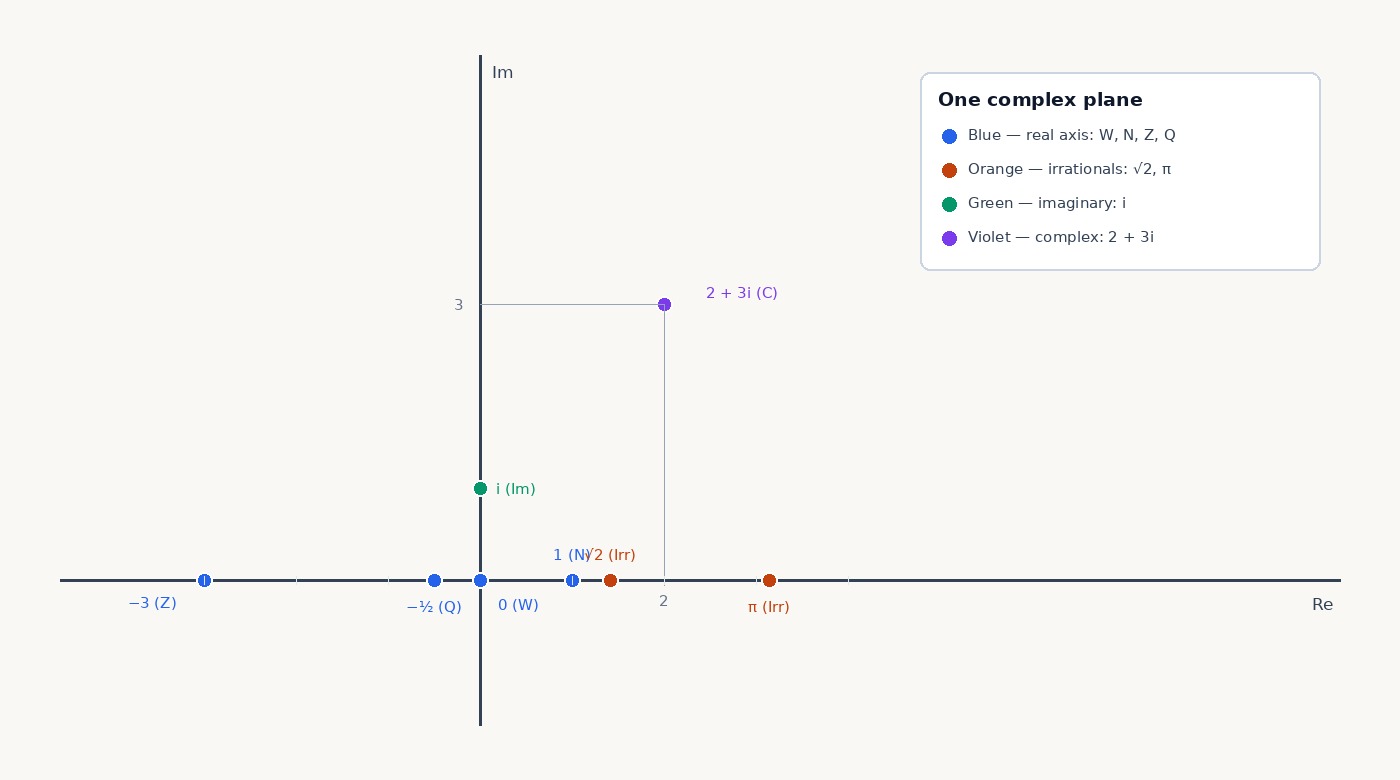 Im
One complex plane
Blue — real axis: W, N, Z, Q
Orange — irrationals: √2, π
Green — imaginary: i
Violet — complex: 2 + 3i
2 + 3i (C)
3
i (Im)
1 (N)
√2 (Irr)
−3 (Z)
−½ (Q)
0 (W)
2
π (Irr)
Re